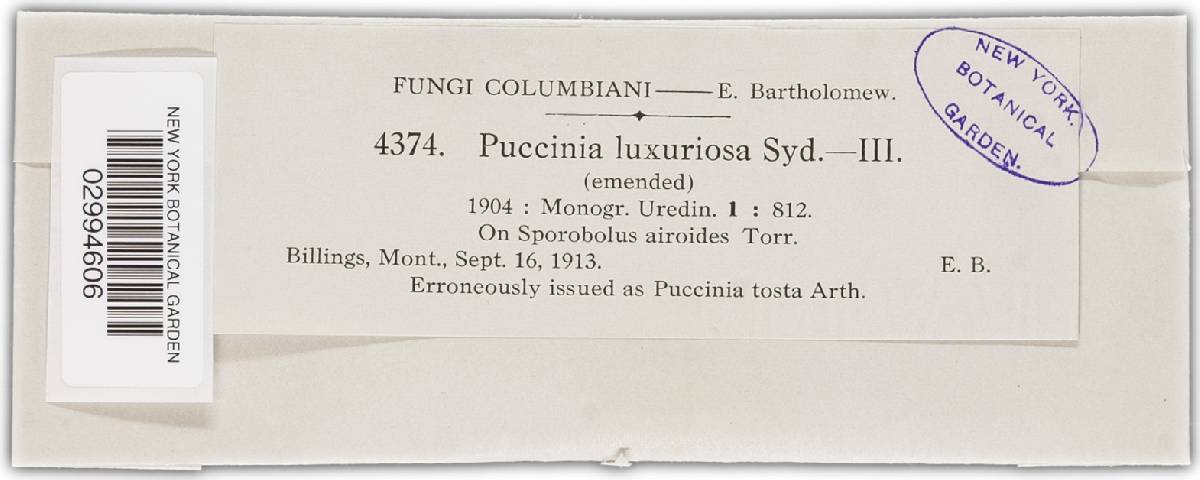 FUNGI COLUMBIANI——E. Bartholomew.
4374. Puccinia luxuriosa Syd.—III.
(emended)
1904 : Monogr. Uredin. 1 : 812.
On Sporobolus airoides Torr.
Billings, Mont., Sept. 16, 1913. E. B.
Erroneously issued as Puccinia tosta Arth.
NEW YORK
BOTANICAL
GARDEN.
NEW YORK BOTANICAL GARDEN
02994606